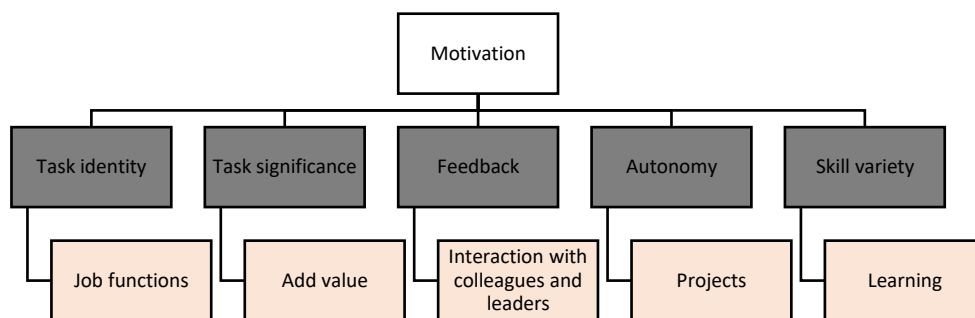 Motivation
Task identity
Task significance
Feedback
Autonomy
Skill variety
Job functions
Add value
Interaction with
colleagues and
leaders
Projects
Learning